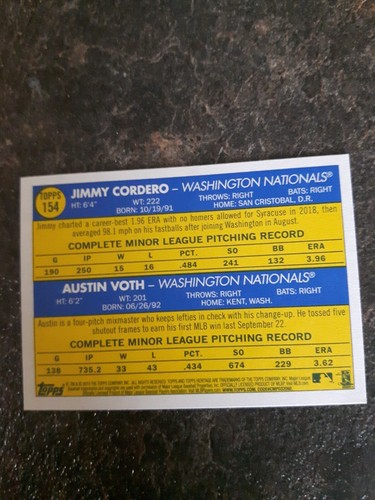 TOPPS
154
JIMMY CORDERO – WASHINGTON NATIONALS®
HT: 6'4" WT: 222 THROWS: RIGHT BATS: RIGHT
BORN: 10/19/91 HOME: SAN CRISTOBAL, D.R.
Jimmy charted a career-best 1.96 ERA with no homers allowed for Syracuse in 2018, then
averaged 98.1 mph on his fastballs after joining Washington in August.
COMPLETE MINOR LEAGUE PITCHING RECORD
G IP W L PCT. SO BB ERA
190 250 15 16 .484 241 132 3.96
AUSTIN VOTH – WASHINGTON NATIONALS®
HT: 6'2" WT: 201 THROWS: RIGHT BATS: RIGHT
BORN: 06/26/92 HOME: KENT, WASH.
Austin is a four-pitch mixmaster who keeps lefties in check with his change-up. He tossed five
shutout frames to earn his first MLB win last September 22.
COMPLETE MINOR LEAGUE PITCHING RECORD
G IP W L PCT. SO BB ERA
138 735.2 33 43 .434 674 229 3.62
Topps